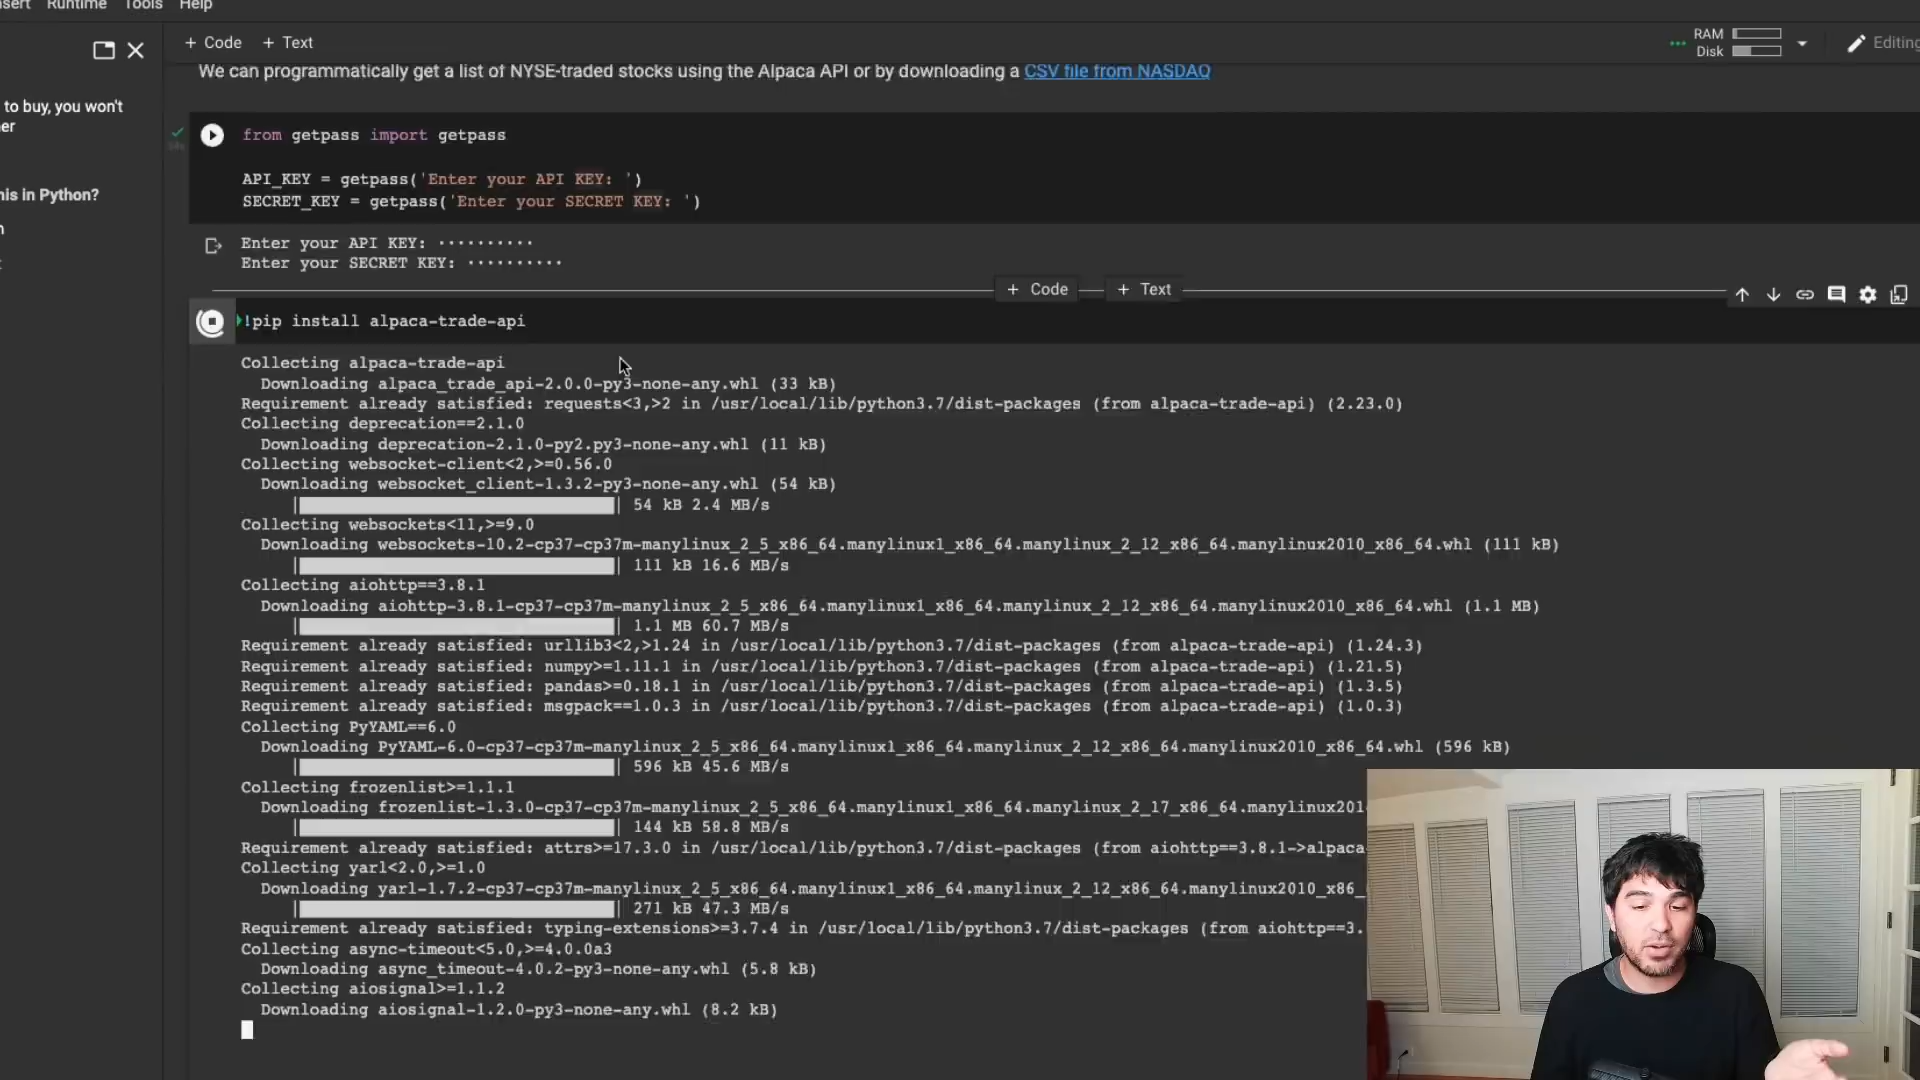 Runtime Tools Help
+ Code + Text
RAM
Disk
Editing
to buy, you won't
his in Python?
We can programmatically get a list of NYSE-traded stocks using the Alpaca API or by downloading a CSV file from NASDAQ
from getpass import getpass
API_KEY = getpass('Enter your API KEY: ')
SECRET_KEY = getpass('Enter your SECRET KEY: ')
Enter your API KEY: ··········
Enter your SECRET KEY: ··········
+ Code + Text
!pip install alpaca-trade-api
Collecting alpaca-trade-api
Downloading alpaca_trade_api-2.0.0-py3-none-any.whl (33 kB)
Requirement already satisfied: requests<3,>2 in /usr/local/lib/python3.7/dist-packages (from alpaca-trade-api) (2.23.0)
Collecting deprecation==2.1.0
Downloading deprecation-2.1.0-py2.py3-none-any.whl (11 kB)
Collecting websocket-client<2,>=0.56.0
Downloading websocket_client-1.3.2-py3-none-any.whl (54 kB)
54 kB 2.4 MB/s
Collecting websockets<11,>=9.0
Downloading websockets-10.2-cp37-cp37m-manylinux_2_5_x86_64.manylinux1_x86_64.manylinux_2_12_x86_64.manylinux2010_x86_64.whl (111 kB)
111 kB 16.6 MB/s
Collecting aiohttp==3.8.1
Downloading aiohttp-3.8.1-cp37-cp37m-manylinux_2_5_x86_64.manylinux1_x86_64.manylinux_2_12_x86_64.manylinux2010_x86_64.whl (1.1 MB)
1.1 MB 60.7 MB/s
Requirement already satisfied: urllib3<2,>1.24 in /usr/local/lib/python3.7/dist-packages (from alpaca-trade-api) (1.24.3)
Requirement already satisfied: numpy>=1.11.1 in /usr/local/lib/python3.7/dist-packages (from alpaca-trade-api) (1.21.5)
Requirement already satisfied: pandas>=0.18.1 in /usr/local/lib/python3.7/dist-packages (from alpaca-trade-api) (1.3.5)
Requirement already satisfied: msgpack==1.0.3 in /usr/local/lib/python3.7/dist-packages (from alpaca-trade-api) (1.0.3)
Collecting PyYAML==6.0
Downloading PyYAML-6.0-cp37-cp37m-manylinux_2_5_x86_64.manylinux1_x86_64.manylinux_2_12_x86_64.manylinux2010_x86_64.whl (596 kB)
596 kB 45.6 MB/s
Collecting frozenlist>=1.1.1
Downloading frozenlist-1.3.0-cp37-cp37m-manylinux_2_5_x86_64.manylinux1_x86_64.manylinux_2_17_x86_64.manylinux201
144 kB 58.8 MB/s
Requirement already satisfied: attrs>=17.3.0 in /usr/local/lib/python3.7/dist-packages (from aiohttp==3.8.1->alpaca
Collecting yarl<2.0,>=1.0
Downloading yarl-1.7.2-cp37-cp37m-manylinux_2_5_x86_64.manylinux1_x86_64.manylinux_2_12_x86_64.manylinux2010_x86_
271 kB 47.3 MB/s
Requirement already satisfied: typing-extensions>=3.7.4 in /usr/local/lib/python3.7/dist-packages (from aiohttp==3.
Collecting async-timeout<5.0,>=4.0.0a3
Downloading async_timeout-4.0.2-py3-none-any.whl (5.8 kB)
Collecting aiosignal>=1.1.2
Downloading aiosignal-1.2.0-py3-none-any.whl (8.2 kB)